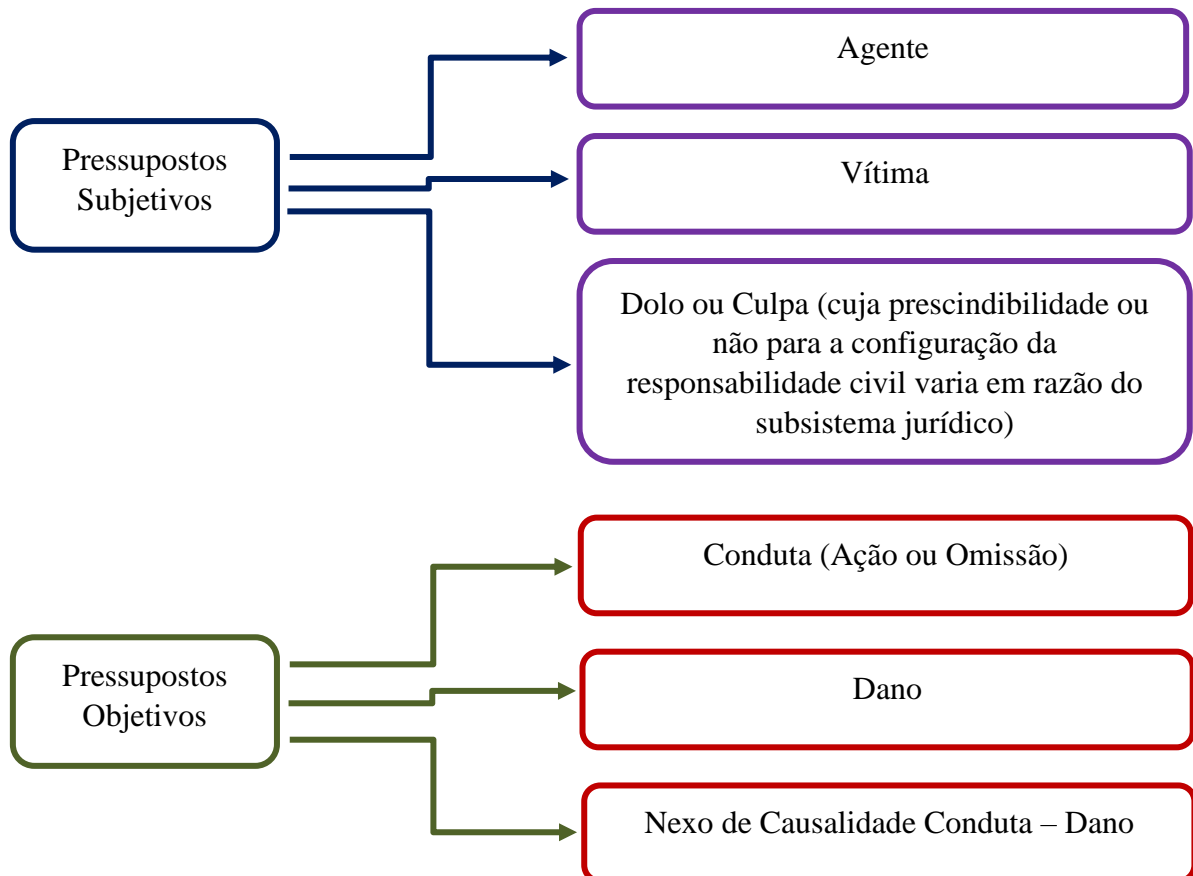 Pressupostos
Subjetivos
Agente
Vítima
Dolo ou Culpa (cuja prescindibilidade ou
não para a configuração da
responsabilidade civil varia em razão do
subsistema jurídico)
Pressupostos
Objetivos
Conduta (Ação ou Omissão)
Dano
Nexo de Causalidade Conduta – Dano